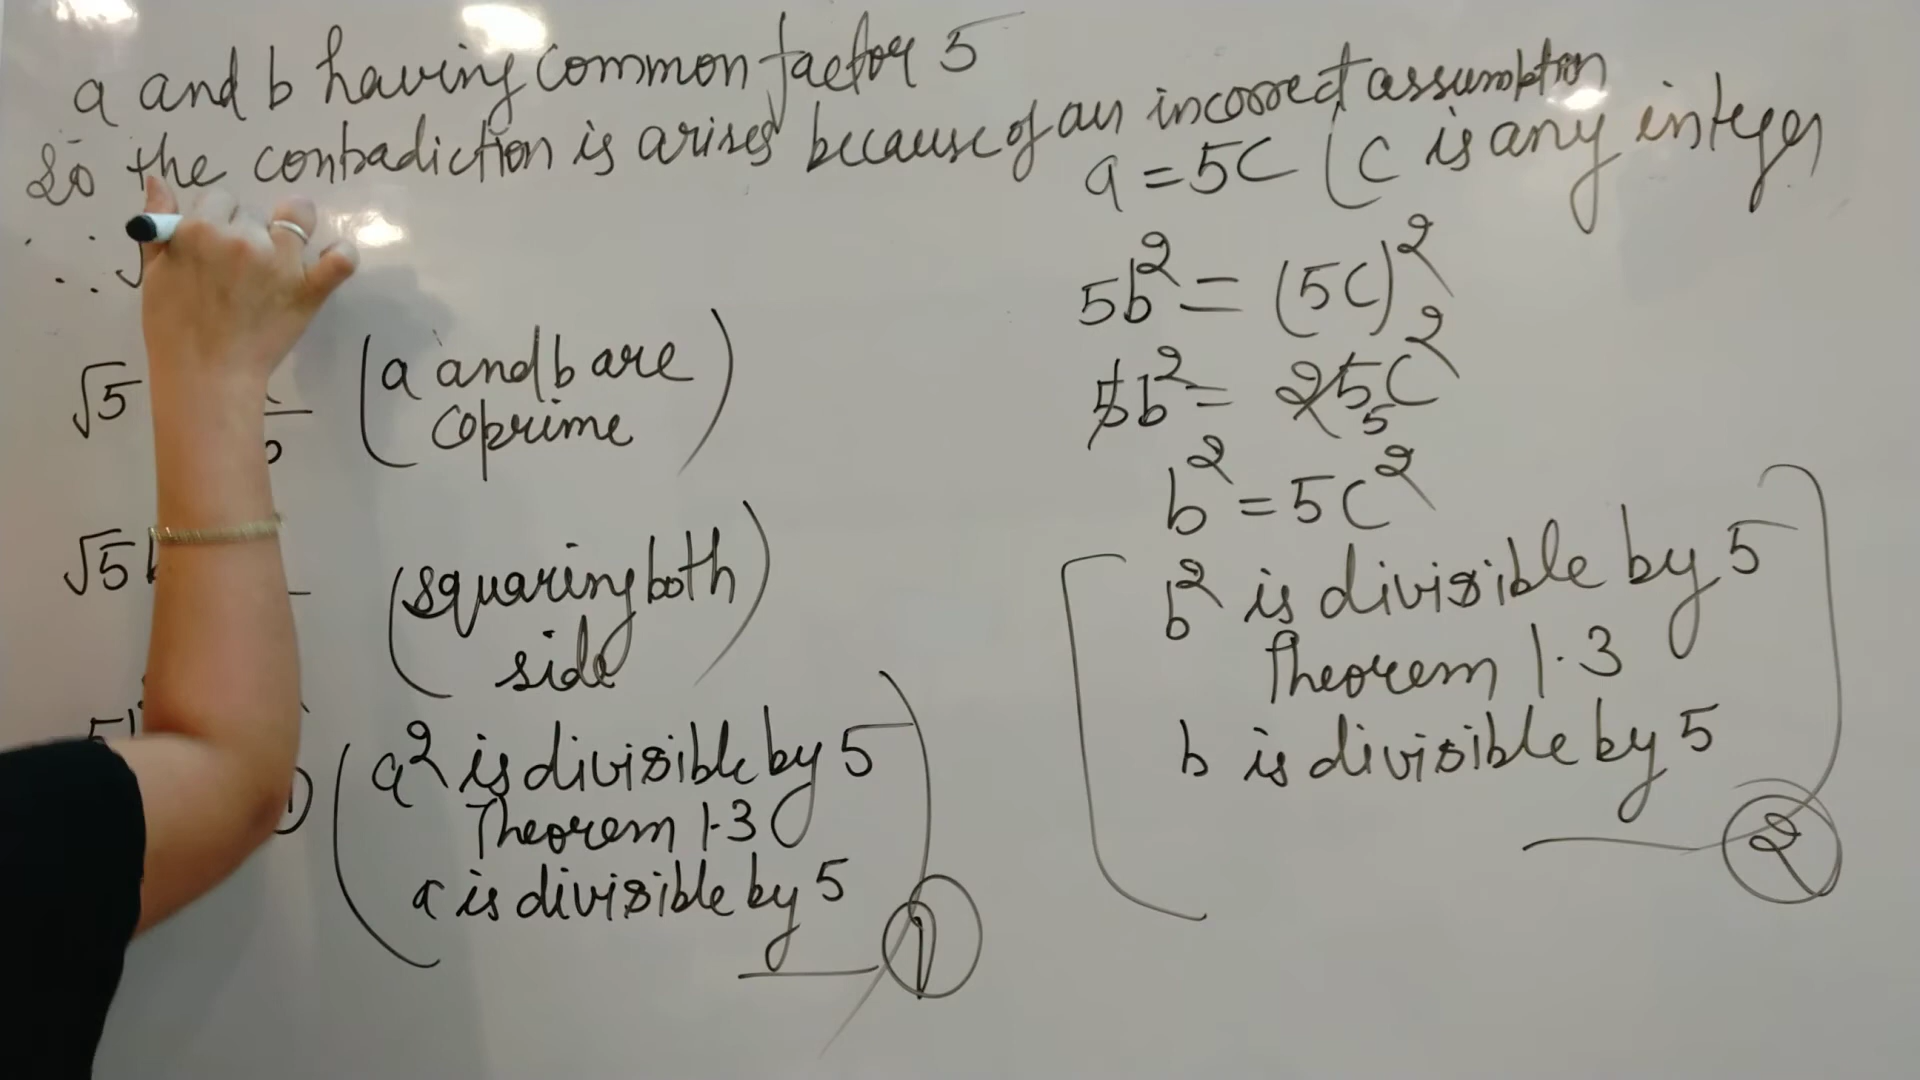 a and b having common factor 5
So the contradiction is arises because of an incorrect assumption
∴ √
√5
(a and b are
coprime)
√5 b
(squaring both
side)
5
(a² is divisible by 5
Theorem 1.3
a is divisible by 5)
①
a = 5C (C is any integer
5b² = (5C)²
5b² = 25C²
5
b² = 5C²
[b² is divisible by 5
Theorem 1.3
b is divisible by 5]
②